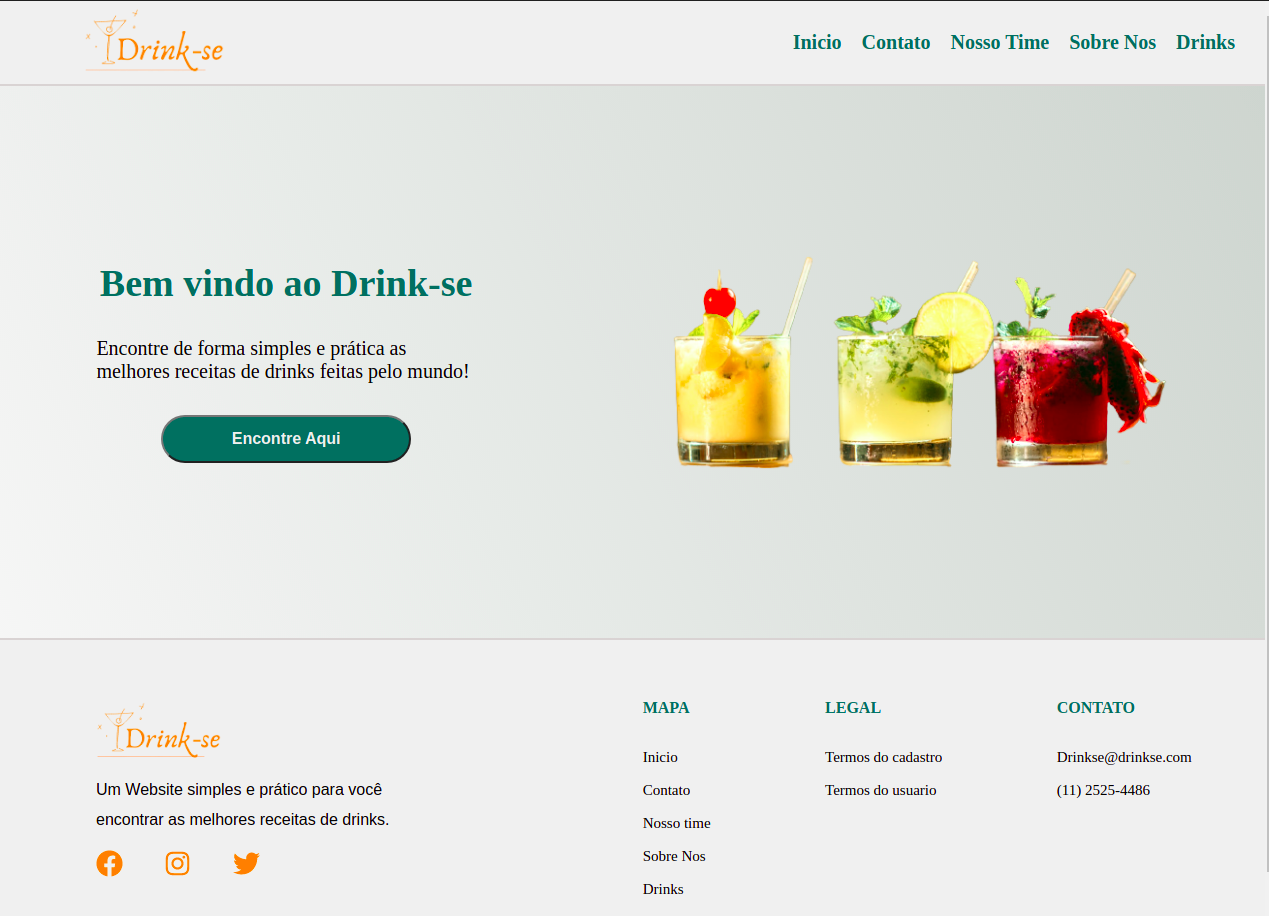 Drink-se
Inicio Contato Nosso Time Sobre Nos Drinks
Bem vindo ao Drink-se
Encontre de forma simples e prática as
melhores receitas de drinks feitas pelo mundo!
Encontre Aqui
Drink-se
Um Website simples e prático para você
encontrar as melhores receitas de drinks.
MAPA
Inicio
Contato
Nosso time
Sobre Nos
Drinks
LEGAL
Termos do cadastro
Termos do usuario
CONTATO
Drinkse@drinkse.com
(11) 2525-4486